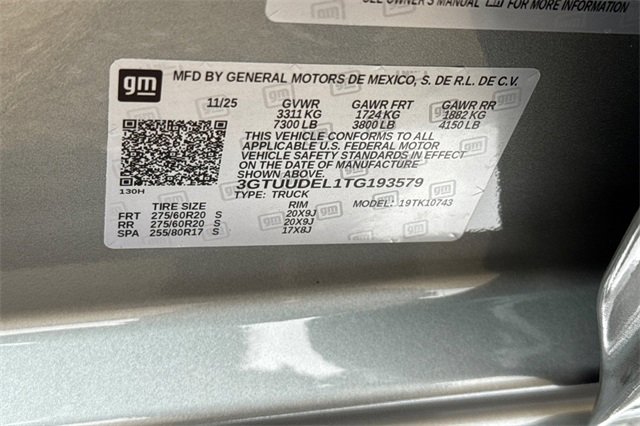 SEE OWNER'S MANUAL FOR MORE INFORMATION
gm MFD BY GENERAL MOTORS DE MEXICO, S. DE R.L. DE C.V.
11/25 GVWR GAWR FRT GAWR RR
3311 KG 1724 KG 1882 KG
7300 LB 3800 LB 4150 LB
THIS VEHICLE CONFORMS TO ALL
APPLICABLE U.S. FEDERAL MOTOR
VEHICLE SAFETY STANDARDS IN EFFECT
ON THE DATE OF MANUFACTURE
SHOWN ABOVE.
130H 3GTUUDEL1TG193579
TYPE: TRUCK MODEL: 19TK10743
TIRE SIZE RIM
FRT 275/60R20 S 20X9J
RR 275/60R20 S 20X9J
SPA 255/80R17 S 17X8J